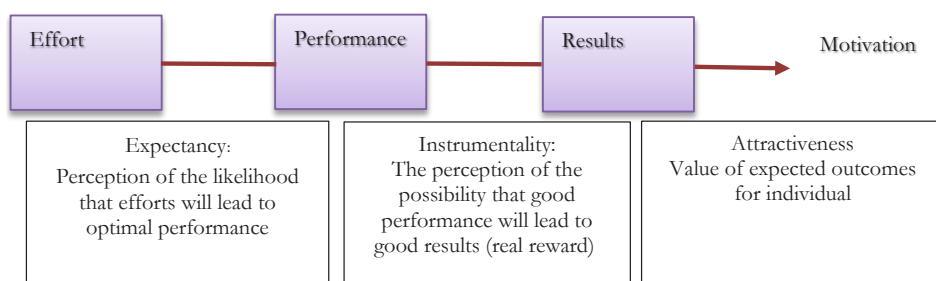 Effort
Performance
Results
Motivation
Expectancy:
Perception of the likelihood
that efforts will lead to
optimal performance
Instrumentality:
The perception of the
possibility that good
performance will lead to
good results (real reward)
Attractiveness
Value of expected outcomes
for individual